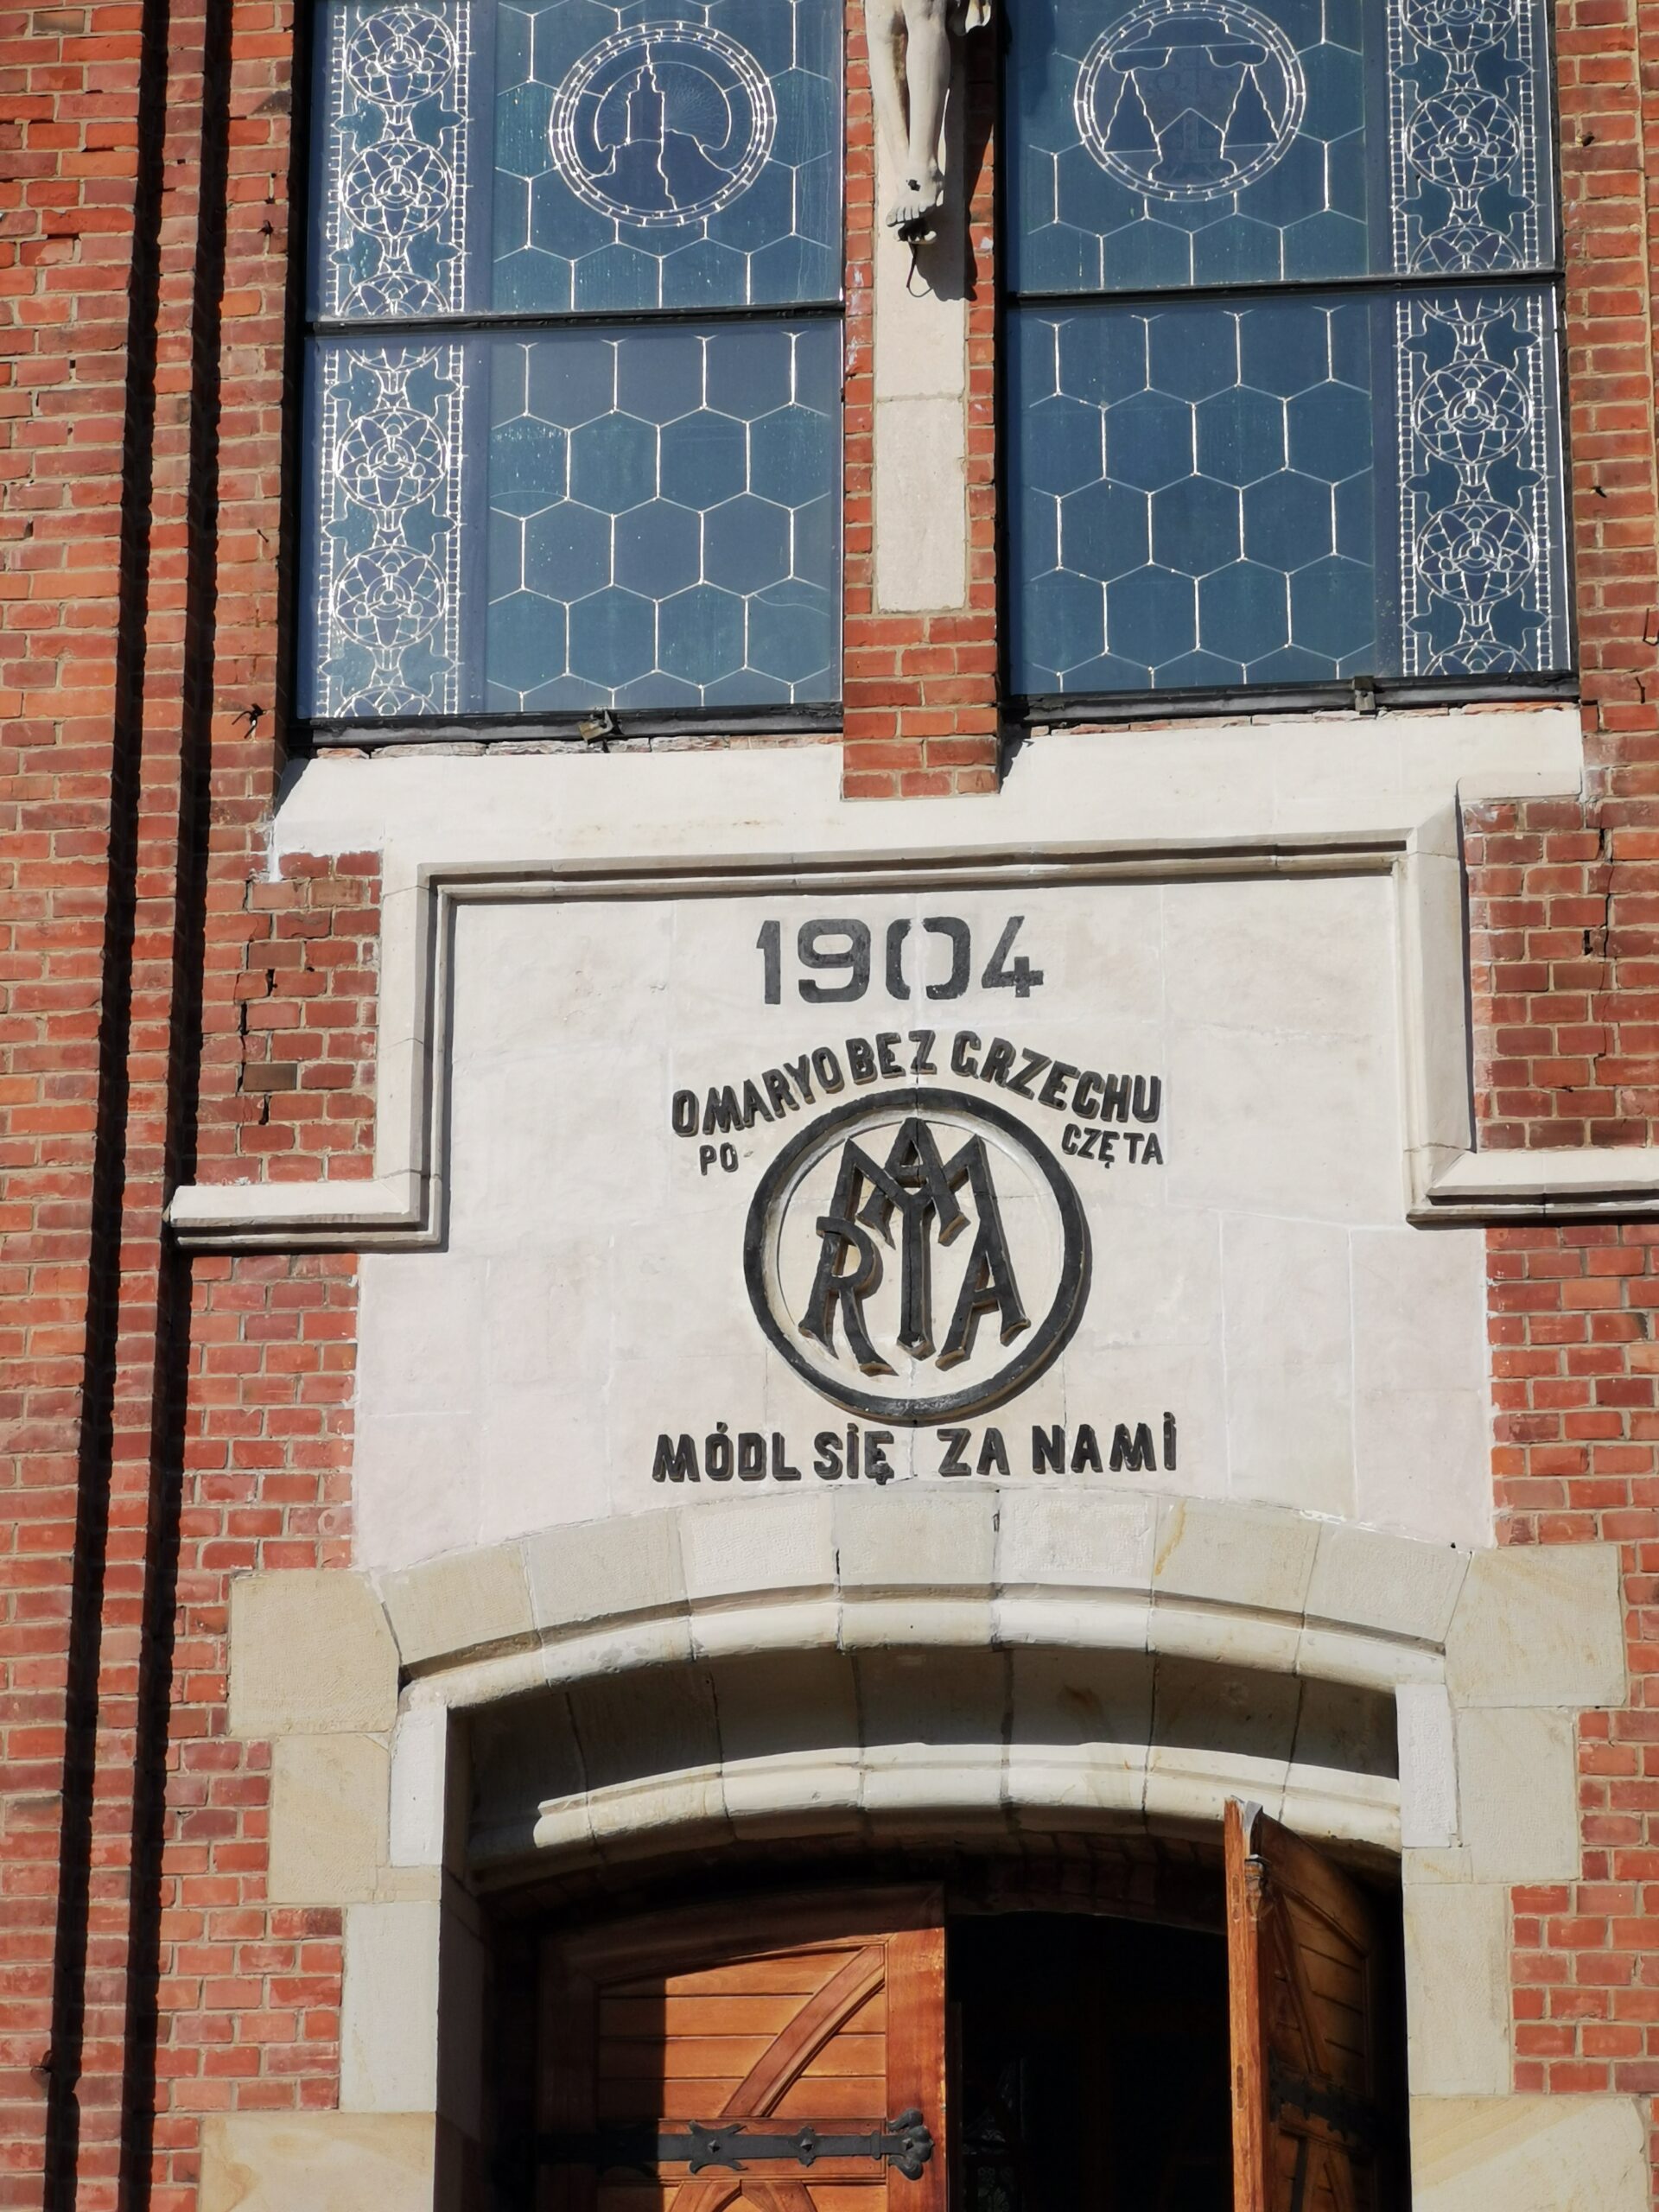 1904
O MARYO BEZ GRZECHU
PO- CZĘTA
MARYA
MÓDL SIĘ ZA NAMI